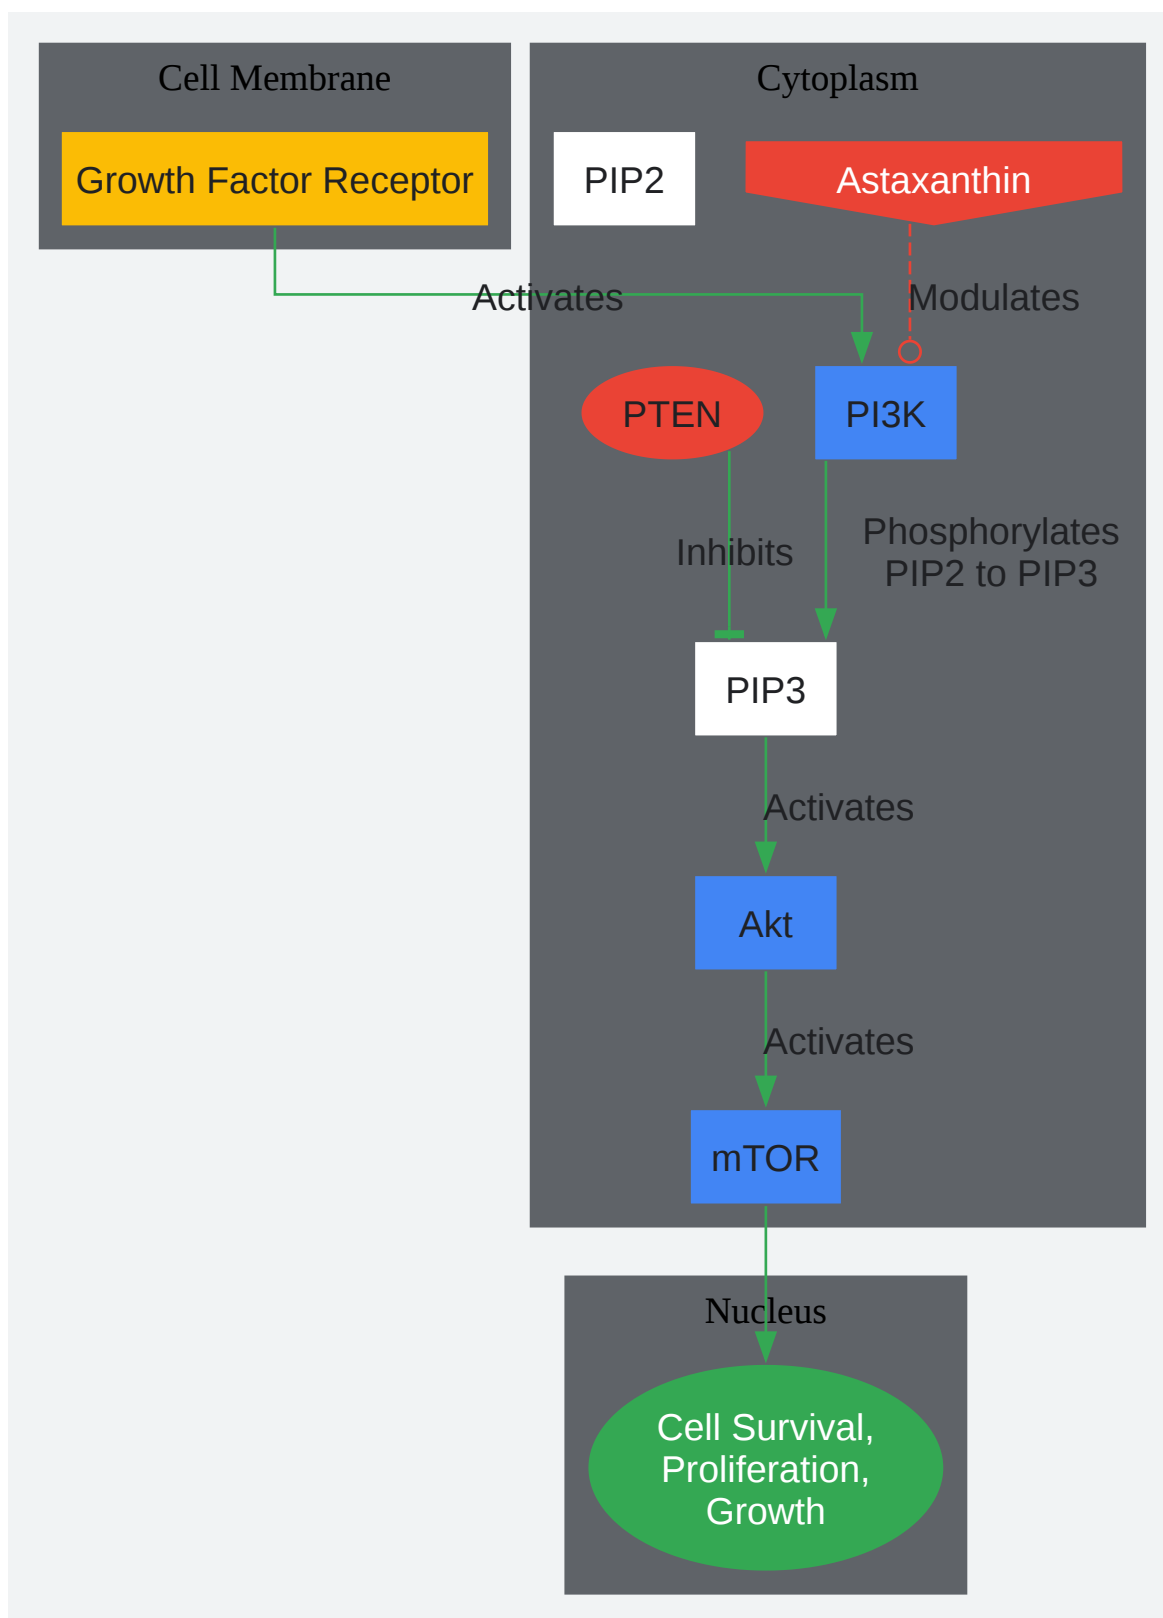 Cell Membrane
Cytoplasm
Growth Factor Receptor
PIP2
Astaxanthin
Activates
Modulates
PTEN
PI3K
Inhibits
Phosphorylates
PIP2 to PIP3
PIP3
Activates
Akt
Activates
mTOR
Nucleus
Cell Survival,
Proliferation,
Growth